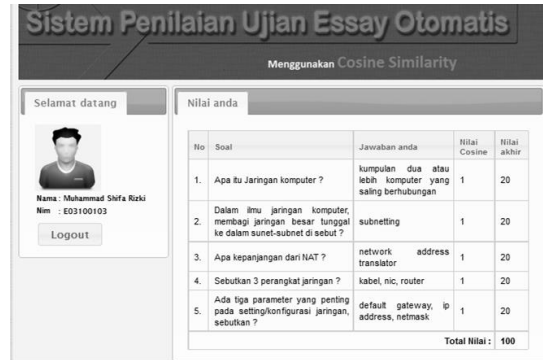 Sistem Penilaian Ujian Essay Otomatis
Menggunakan Cosine Similarity
Selamat datang
Nama : Muhammad Shifa Rizki
Nim : E03100103
Logout
Nilai anda
No Soal Jawaban anda Nilai Cosine Nilai akhir
1. Apa itu Jaringan komputer ? kumpulan dua atau lebih komputer yang saling berhubungan 1 20
2. Dalam ilmu jaringan komputer, membagi jaringan besar tunggal ke dalam sunet-subnet di sebut ? subnetting 1 20
3. Apa kepanjangan dari NAT ? network address translator 1 20
4. Sebutkan 3 perangkat jaringan ? kabel, nic, router 1 20
5. Ada tiga parameter yang penting pada setting/konfigurasi jaringan, sebutkan ? default gateway, ip address, netmask 1 20
Total Nilai : 100